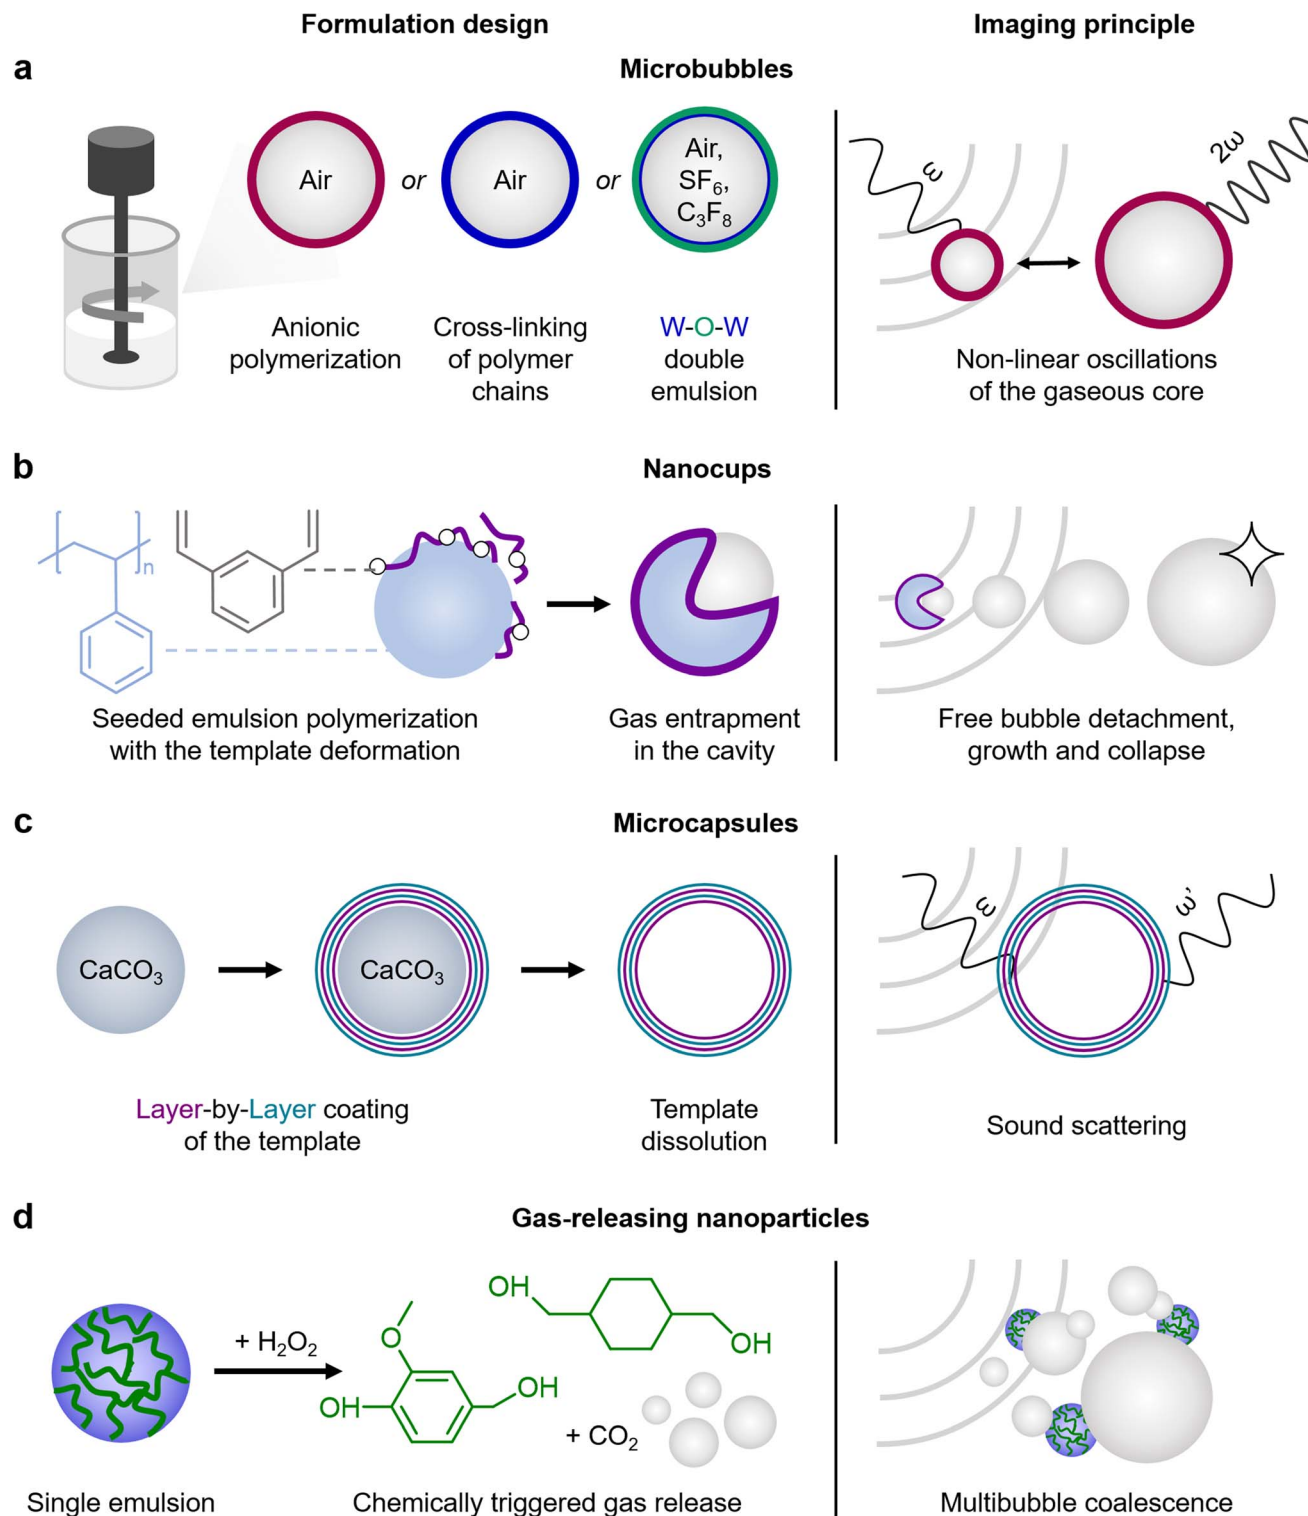 Formulation design
Imaging principle
a
Microbubbles
Air
or
Air
or
Air,
SF₆,
C₃F₈
ω
2ω
Anionic
polymerization
Cross-linking
of polymer
chains
W-O-W
double
emulsion
Non-linear oscillations
of the gaseous core
b
Nanocups
n
Seeded emulsion polymerization
with the template deformation
Gas entrapment
in the cavity
Free bubble detachment,
growth and collapse
c
Microcapsules
CaCO₃
CaCO₃
ω
ω'
Layer-by-Layer coating
of the template
Template
dissolution
Sound scattering
d
Gas-releasing nanoparticles
+ H₂O₂
OH
OH
O
OH
OH
+ CO₂
Single emulsion
Chemically triggered gas release
Multibubble coalescence